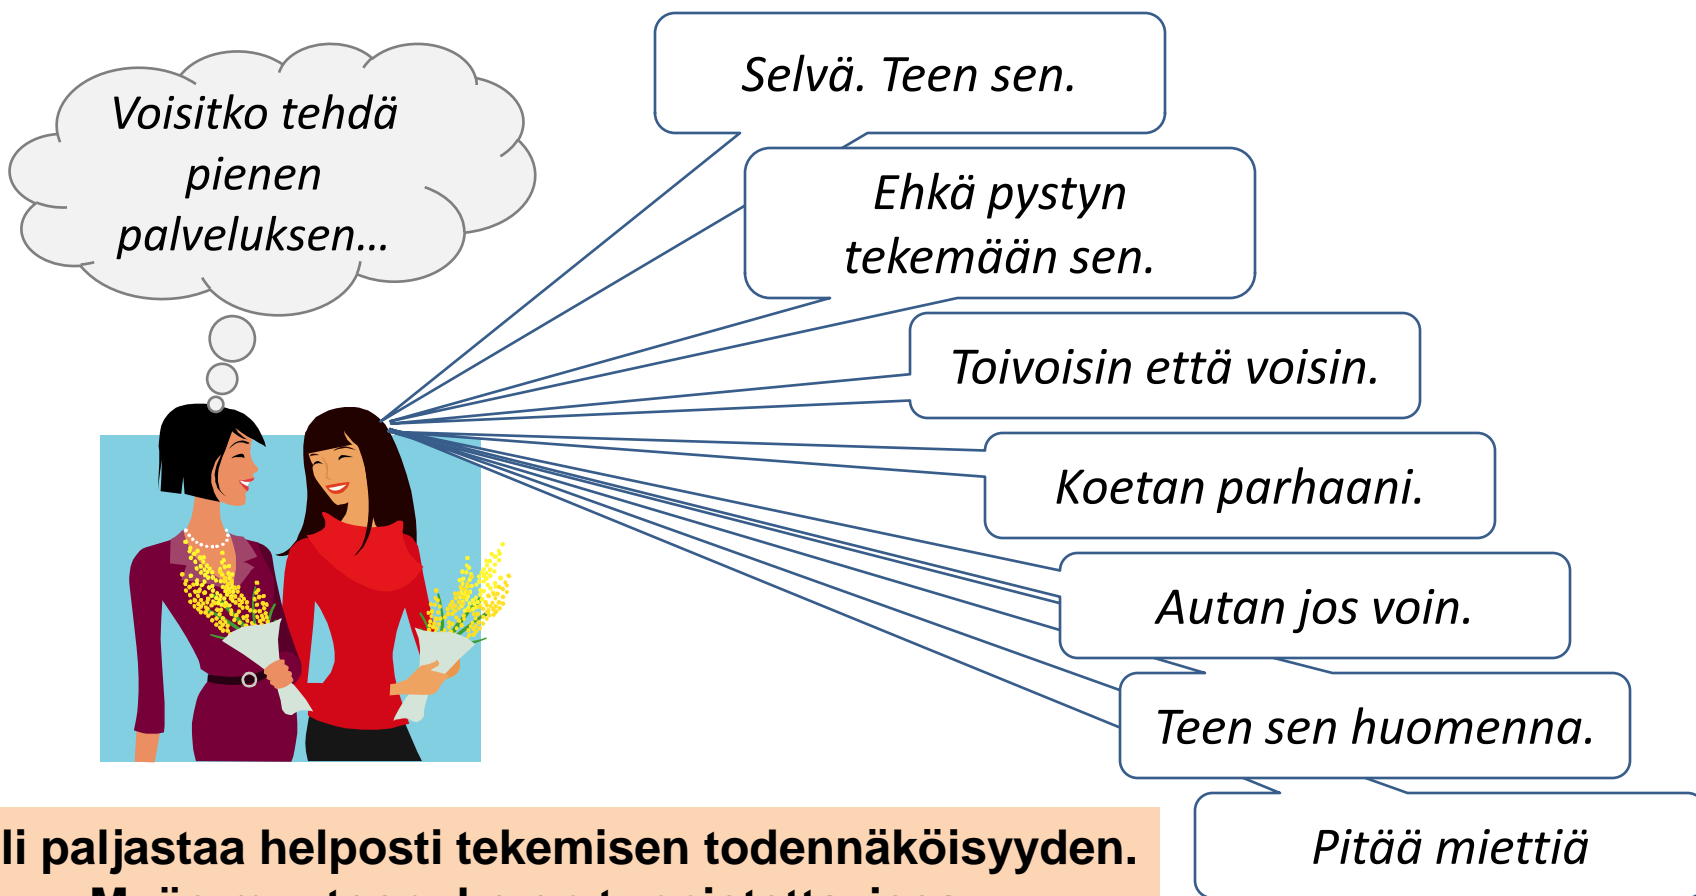 Voisitko tehdä
pienen
palveluksen…
Selvä. Teen sen.
Ehkä pystyn
tekemään sen.
Toivoisin että voisin.
Koetan parhaani.
Autan jos voin.
Teen sen huomenna.
Pitää miettiä
li paljastaa helposti tekemisen todennäköisyyden.